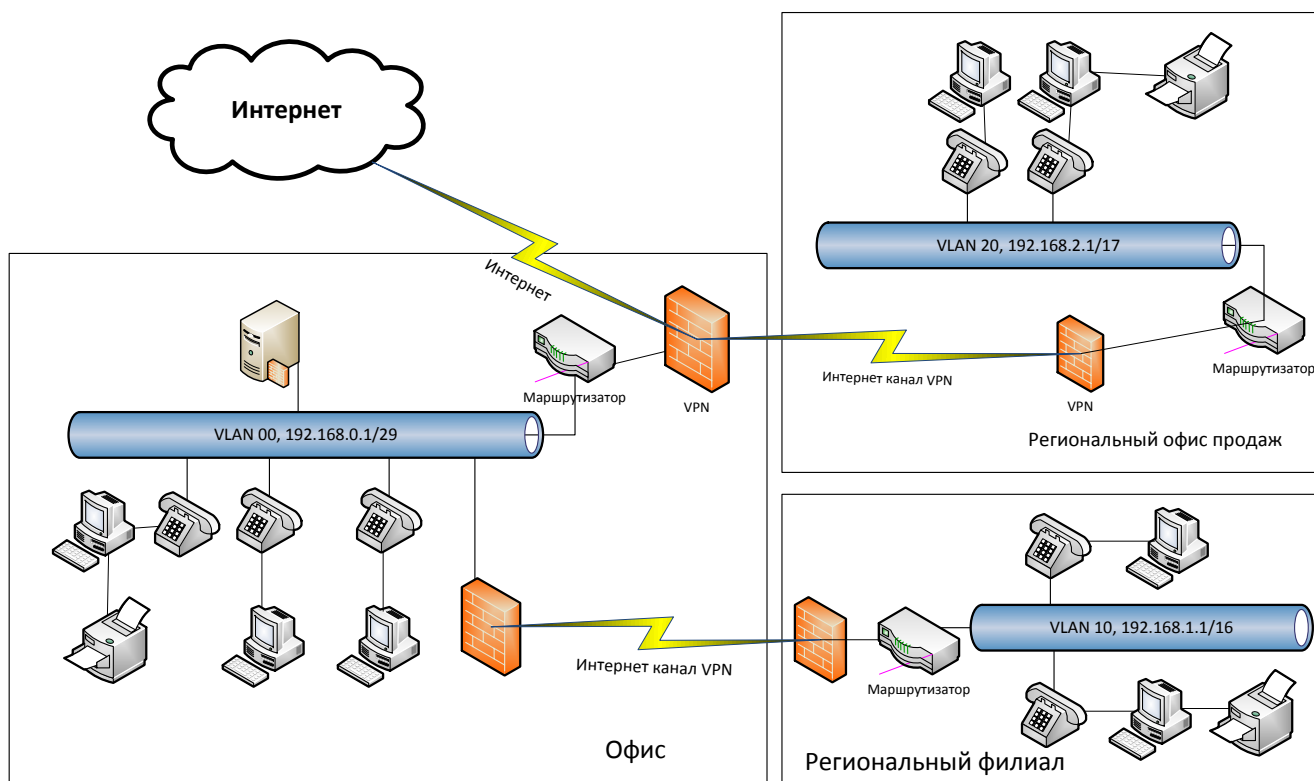 Интернет
Интернет
VLAN 00, 192.168.0.1/29
Маршрутизатор
VPN
Интернет канал VPN
Офис
VLAN 20, 192.168.2.1/17
Интернет канал VPN
VPN
Маршрутизатор
Региональный офис продаж
VLAN 10, 192.168.1.1/16
Маршрутизатор
Региональный филиал